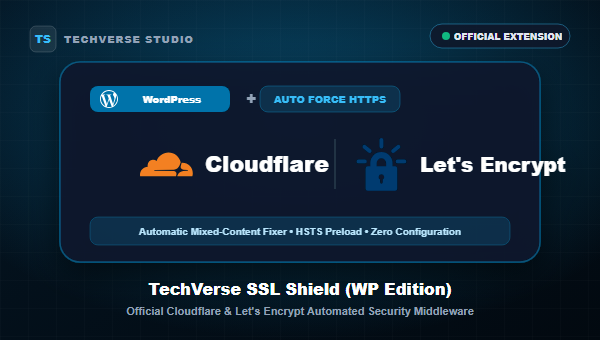 TS TECHVERSE STUDIO
OFFICIAL EXTENSION
WordPress + AUTO FORCE HTTPS
Cloudflare
Let's Encrypt
Automatic Mixed-Content Fixer • HSTS Preload • Zero Configuration
TechVerse SSL Shield (WP Edition)
Official Cloudflare & Let's Encrypt Automated Security Middleware